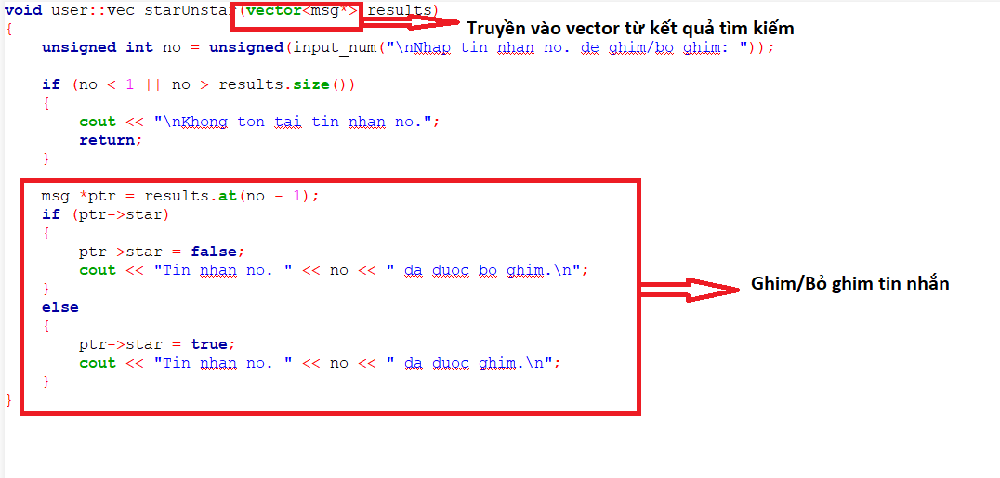 void user::vec_starUnstar(vector<msg*> results)
Truyền vào vector từ kết quả tìm kiếm
{
unsigned int no = unsigned(input_num("\nNhap tin nhan no. de ghim/bo ghim: "));
if (no < 1 || no > results.size())
{
cout << "\nKhong ton tai tin nhan no.";
return;
}
msg *ptr = results.at(no - 1);
if (ptr->star)
{
ptr->star = false;
cout << "Tin nhan no. " << no << " da duoc bo ghim.\n";
}
else
{
ptr->star = true;
cout << "Tin nhan no. " << no << " da duoc ghim.\n";
}
}
Ghim/Bỏ ghim tin nhắn